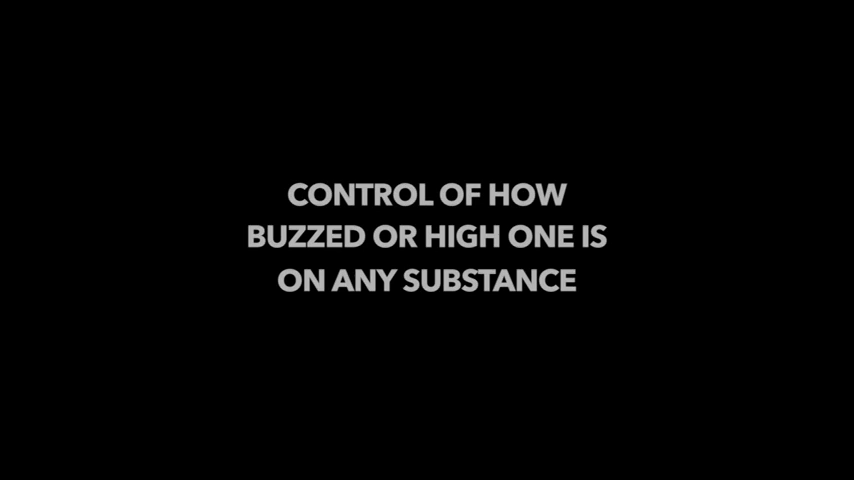 CONTROL OF HOW
BUZZED OR HIGH ONE IS
ON ANY SUBSTANCE